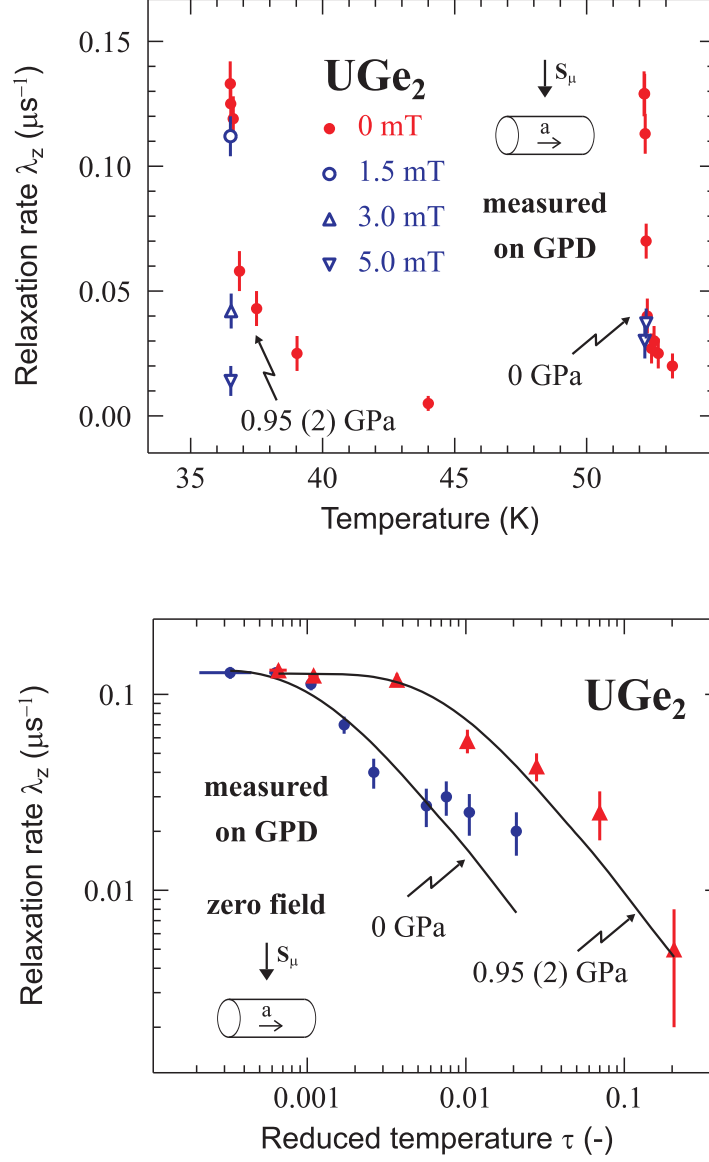 0.15
0.10
0.05
0.00
Relaxation rate λz (μs⁻¹)
UGe₂
0 mT
1.5 mT
3.0 mT
5.0 mT
Sμ
a
measured
on GPD
0 GPa
0.95 (2) GPa
35 40 45 50
Temperature (K)
0.1
0.01
Relaxation rate λz (μs⁻¹)
UGe₂
measured
on GPD
zero field
0 GPa
0.95 (2) GPa
Sμ
a
0.001 0.01 0.1
Reduced temperature τ (-)